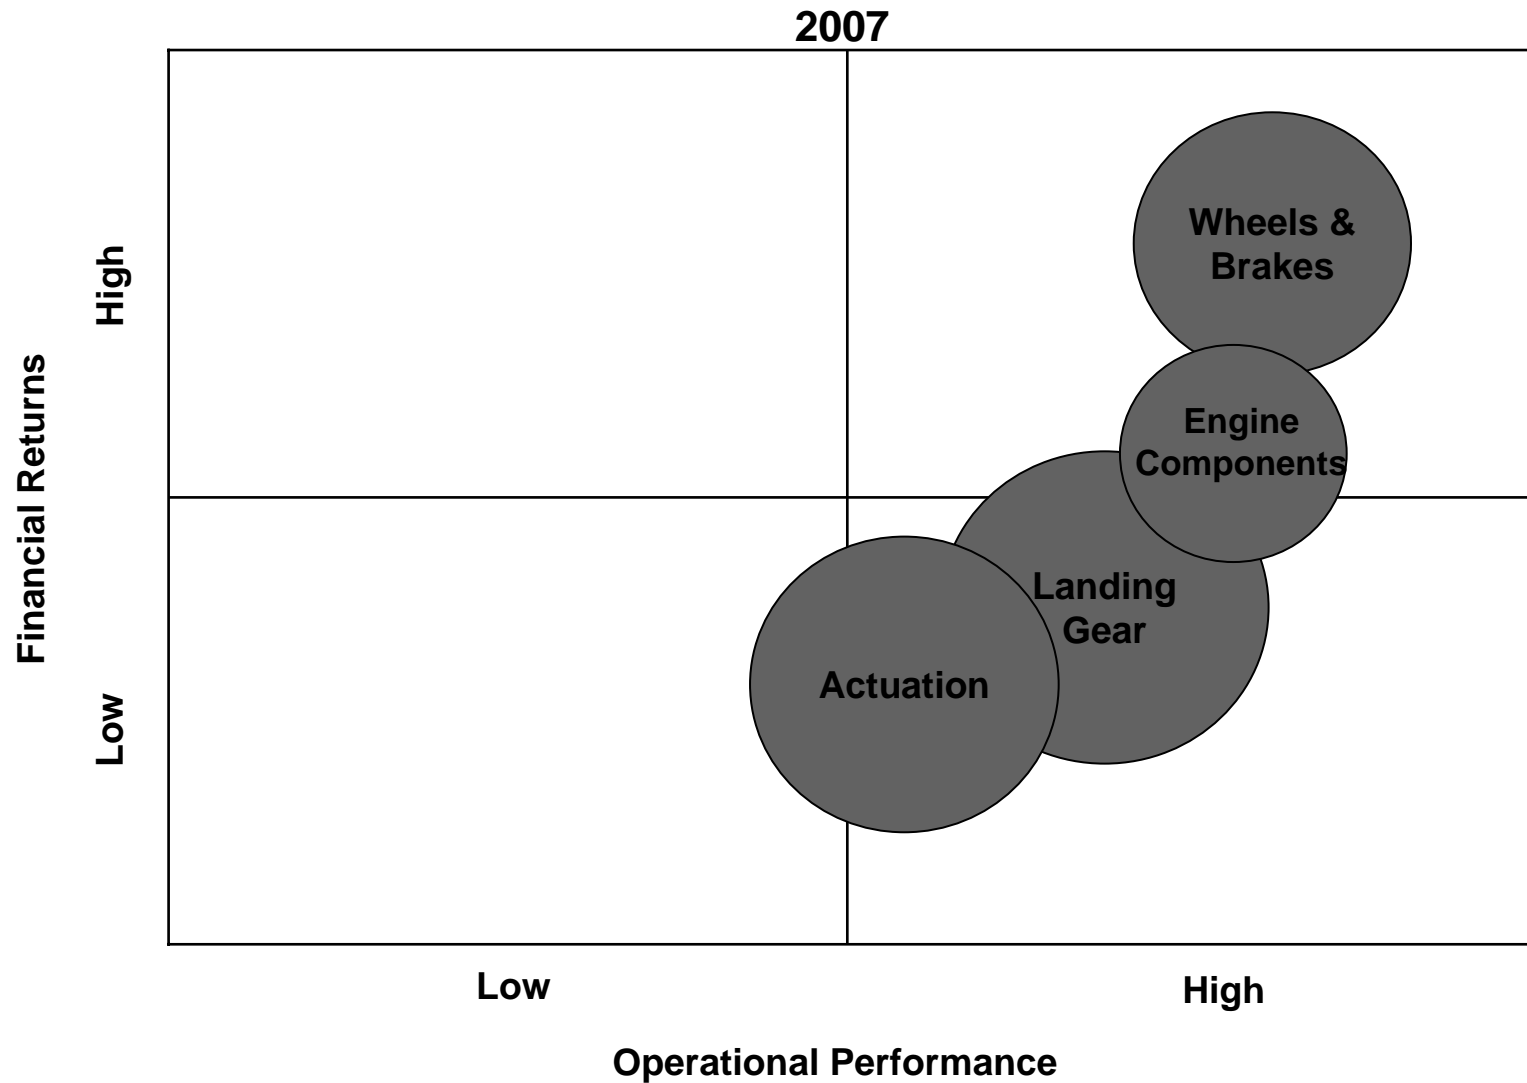 2007
High
Financial Returns
Low
Wheels &
Brakes
Engine
Components
Landing
Gear
Actuation
Low
High
Operational Performance